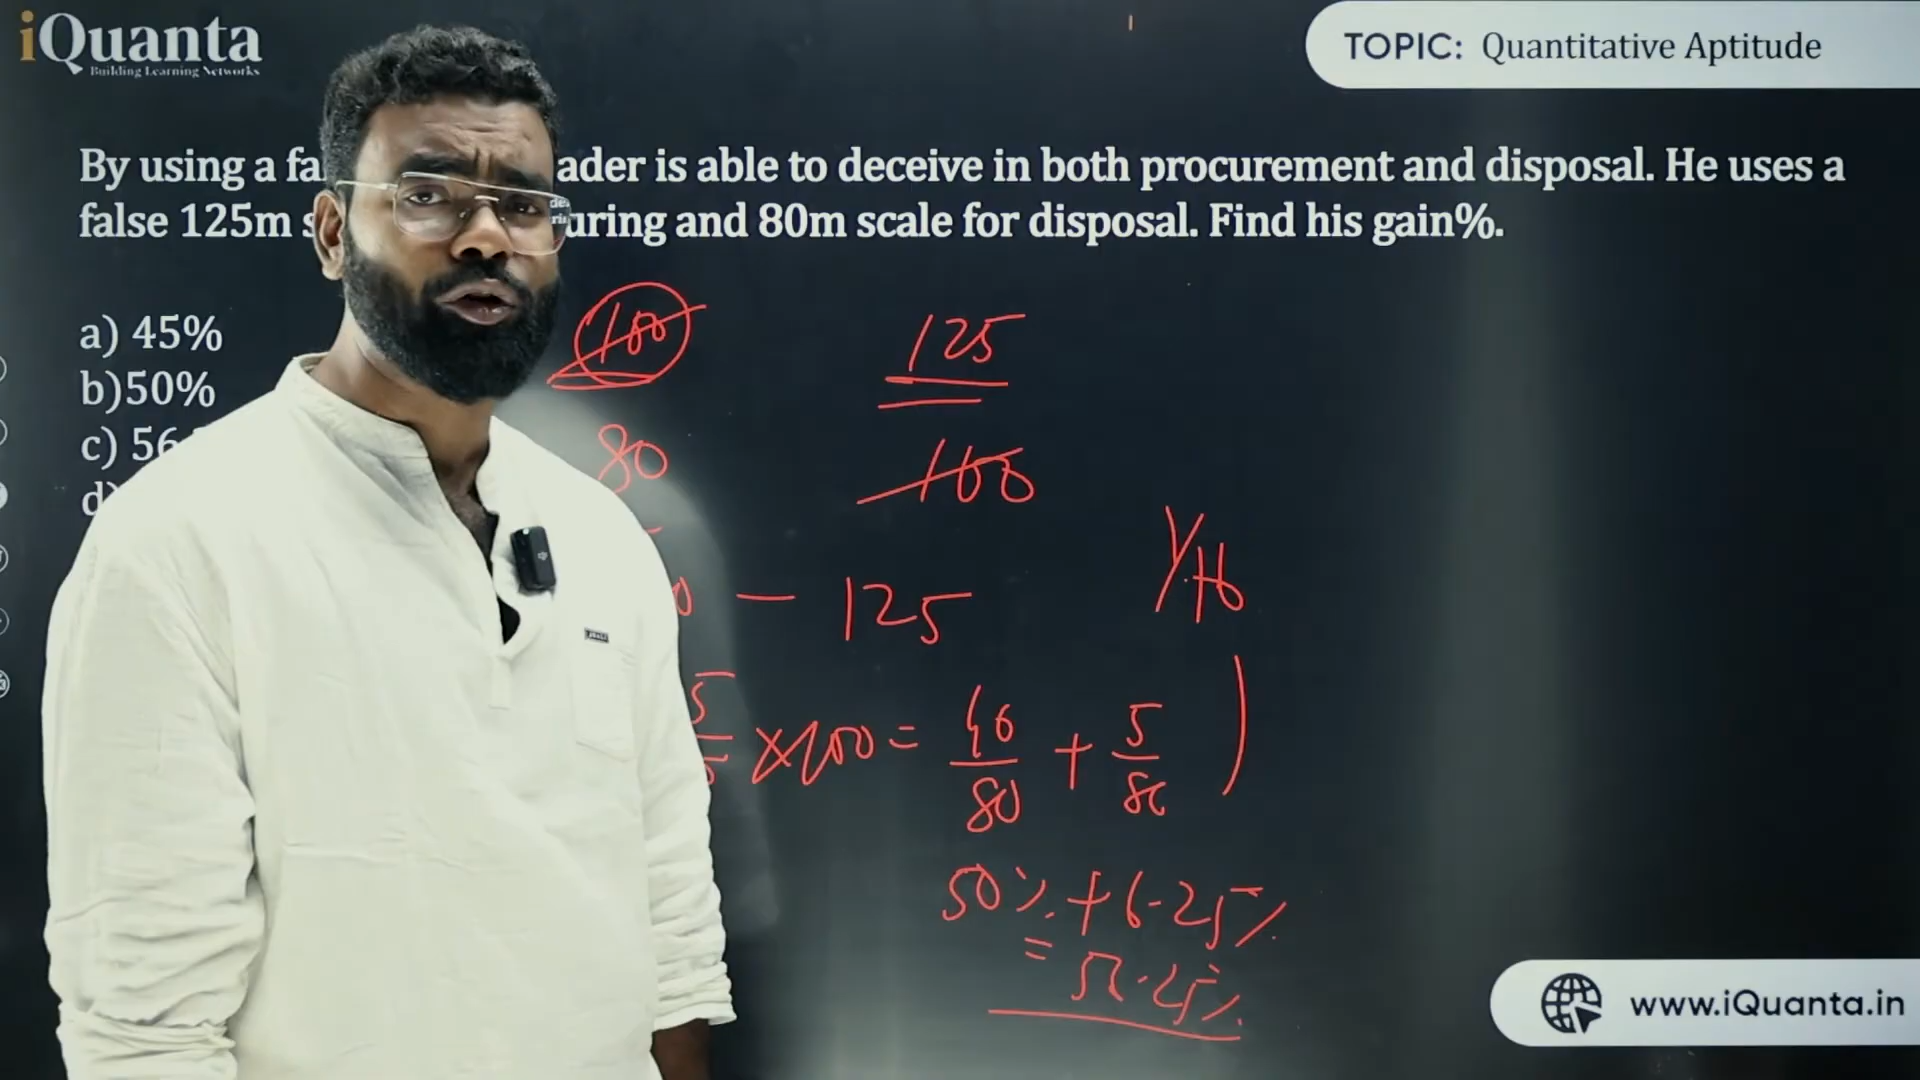 iQuanta
Building Learning Networks
TOPIC: Quantitative Aptitude
By using a fa ader is able to deceive in both procurement and disposal. He uses a
false 125m s uring and 80m scale for disposal. Find his gain%.
a) 45%
b)50%
c) 56
d)
100 125
80 100
0 — 125 1/16
5 × 100 = 40/80 + 5/80 )
50% + 6.25%
= 56.25%
www.iQuanta.in